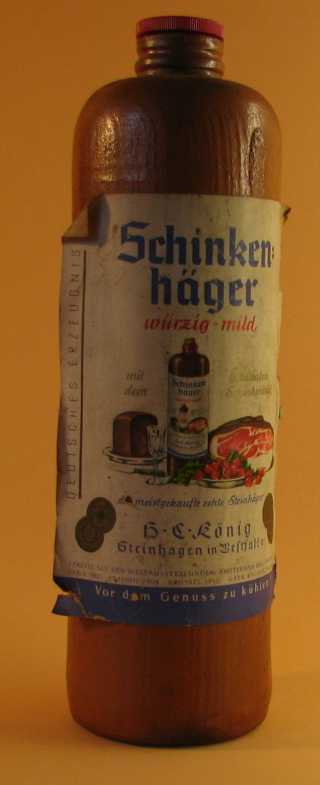 Schinken=
häger
würzig · mild
mit
dem
Schinken
häger
DEUTSCHES ERZEUGNIS
meistgekaufte echte Steinhäger
H·C·König
Steinhagen in Westfalen
Vor dem Genuss zu kühlen